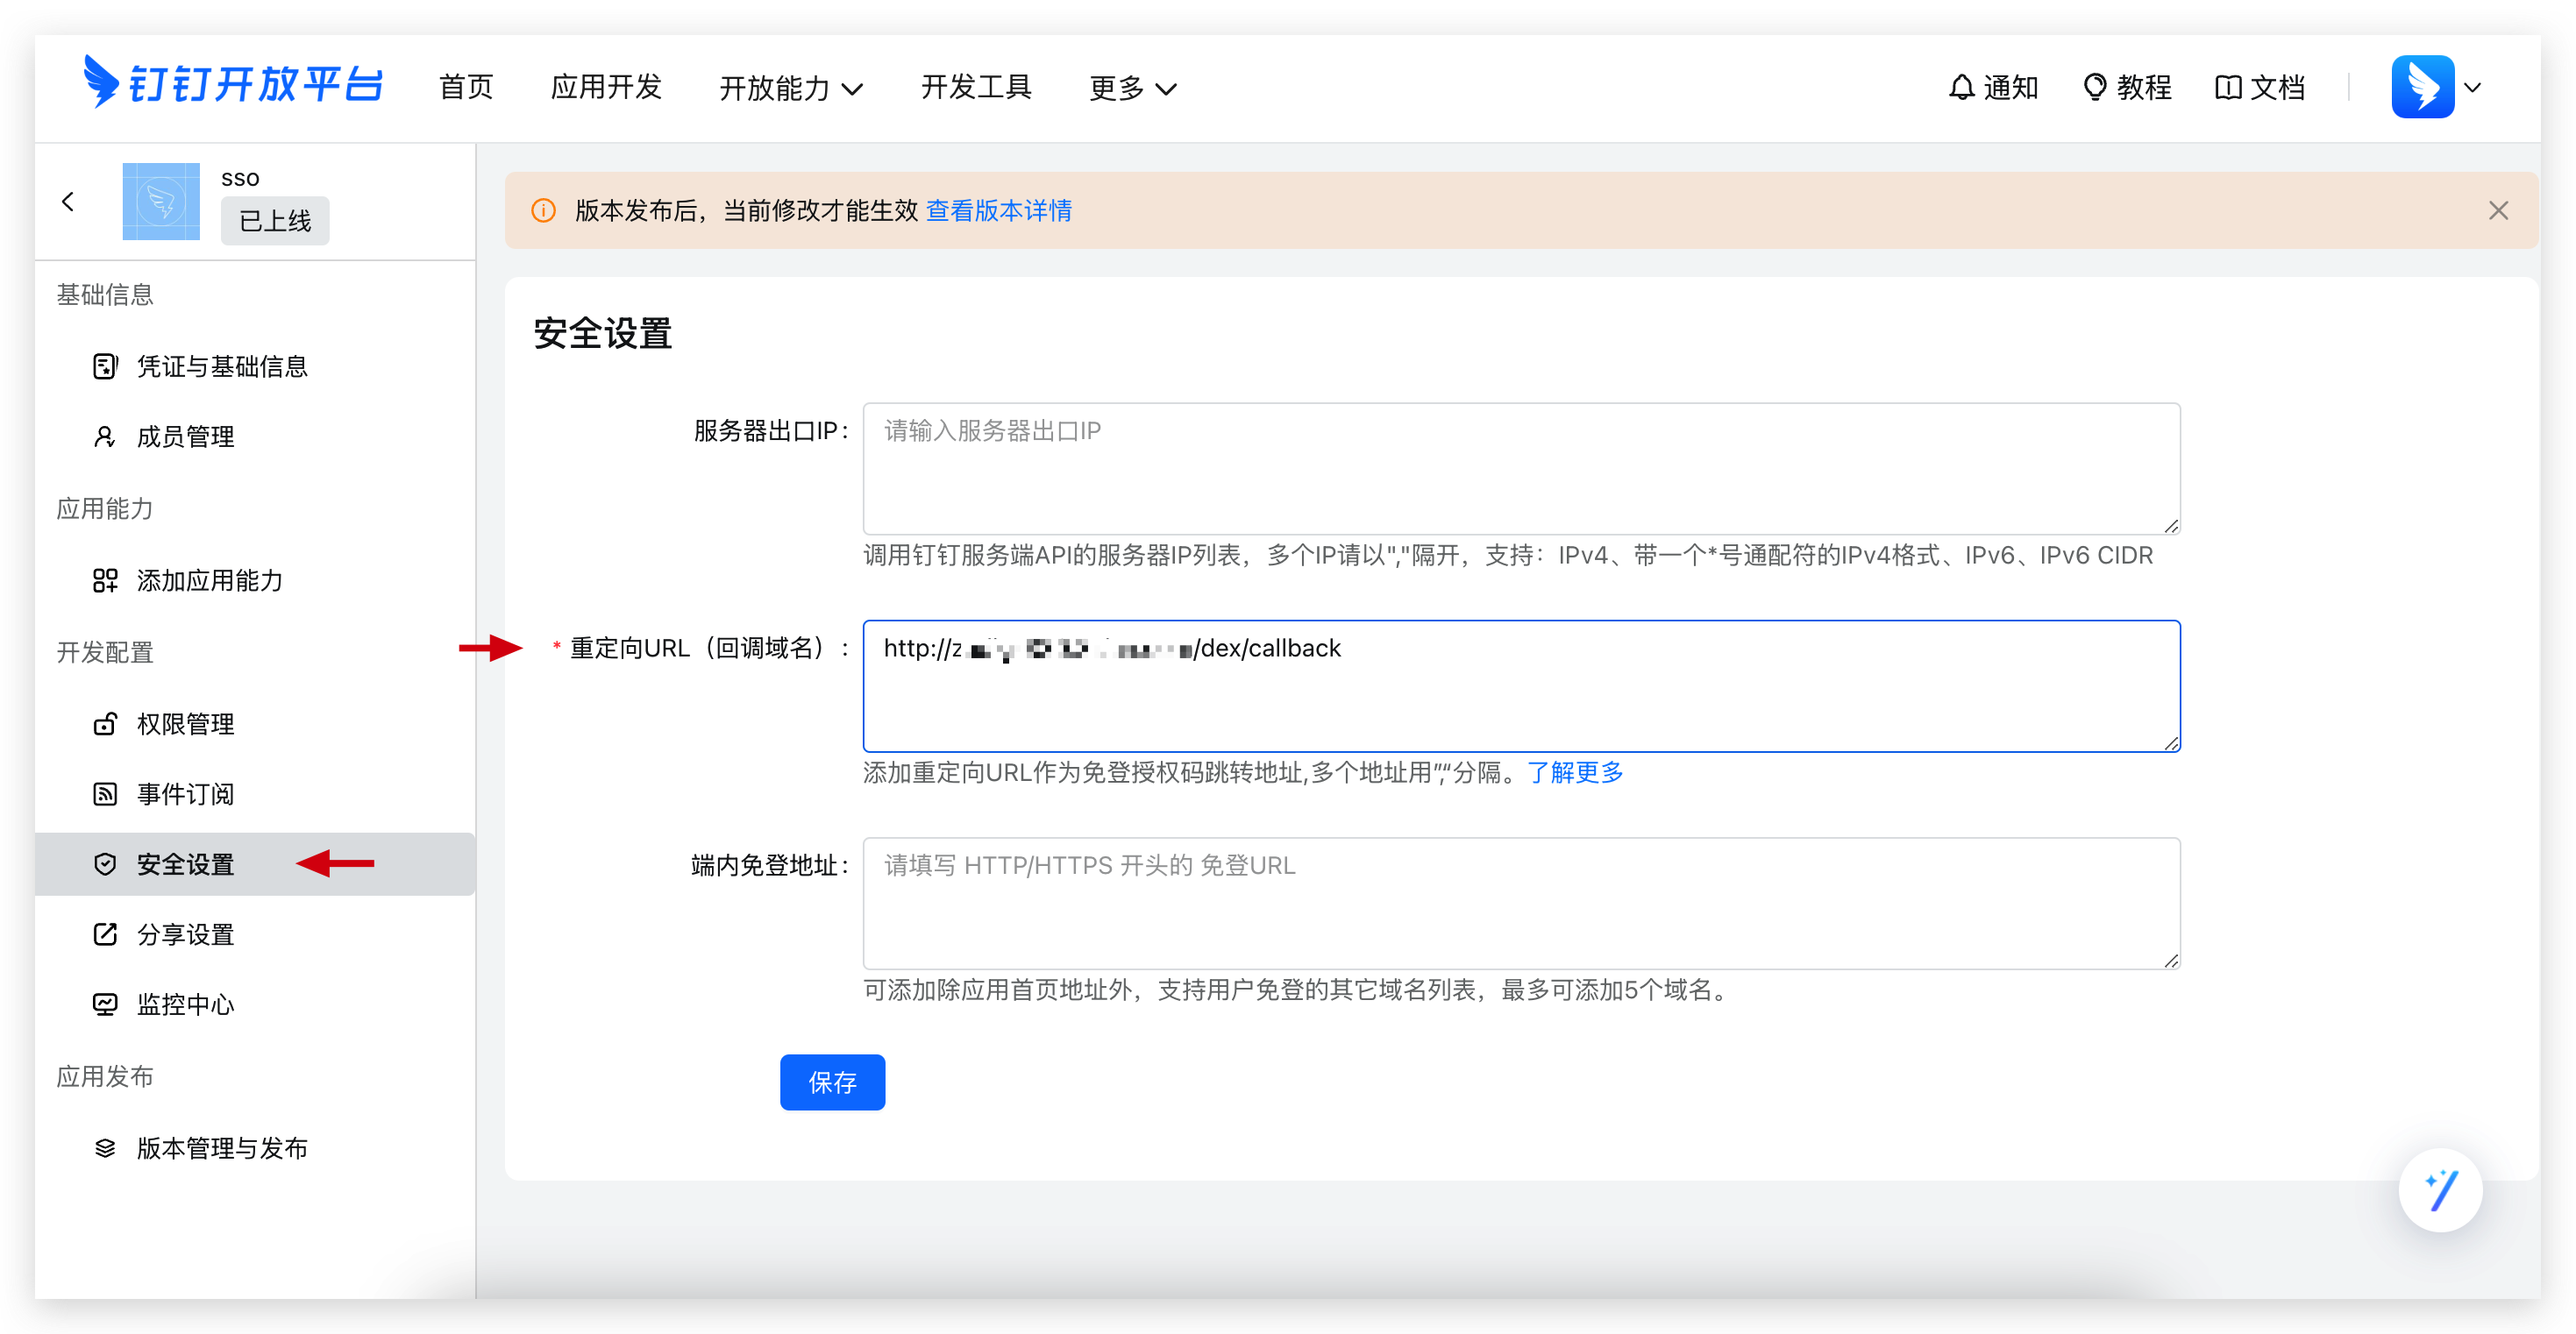 钉钉开放平台 首页 应用开发 开放能力 开发工具 更多 通知 教程 文档
sso
已上线
基础信息
凭证与基础信息
成员管理
应用能力
添加应用能力
开发配置
权限管理
事件订阅
安全设置
分享设置
监控中心
应用发布
版本管理与发布
版本发布后，当前修改才能生效 查看版本详情
安全设置
服务器出口IP: 请输入服务器出口IP
调用钉钉服务端API的服务器IP列表，多个IP请以","隔开，支持：IPv4、带一个*号通配符的IPv4格式、IPv6、IPv6 CIDR
* 重定向URL（回调域名）: http://z /dex/callback
添加重定向URL作为免登授权码跳转地址,多个地址用”,“分隔。了解更多
端内免登地址: 请填写 HTTP/HTTPS 开头的 免登URL
可添加除应用首页地址外，支持用户免登的其它域名列表，最多可添加5个域名。
保存